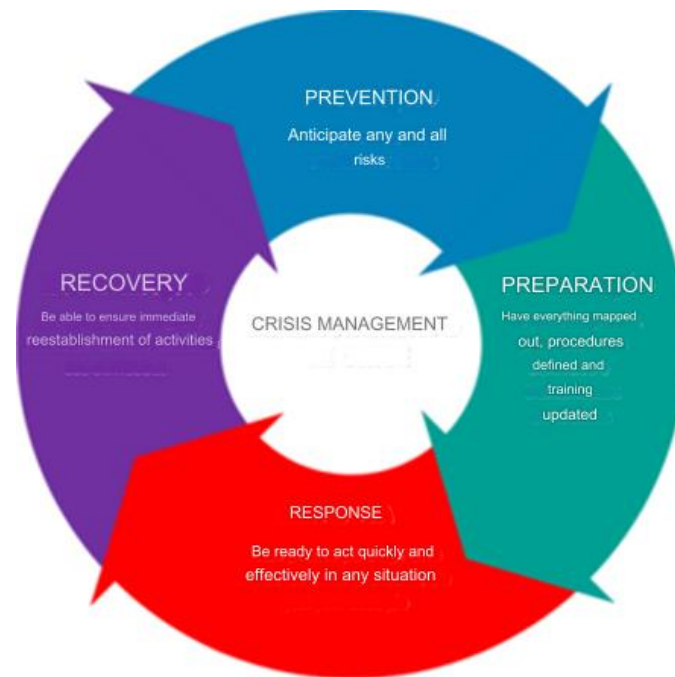 PREVENTION
Anticipate any and all
risks
PREPARATION
Have everything mapped
out, procedures
defined and
training
updated
RESPONSE
Be ready to act quickly and
effectively in any situation
RECOVERY
Be able to ensure immediate
reestablishment of activities
CRISIS MANAGEMENT